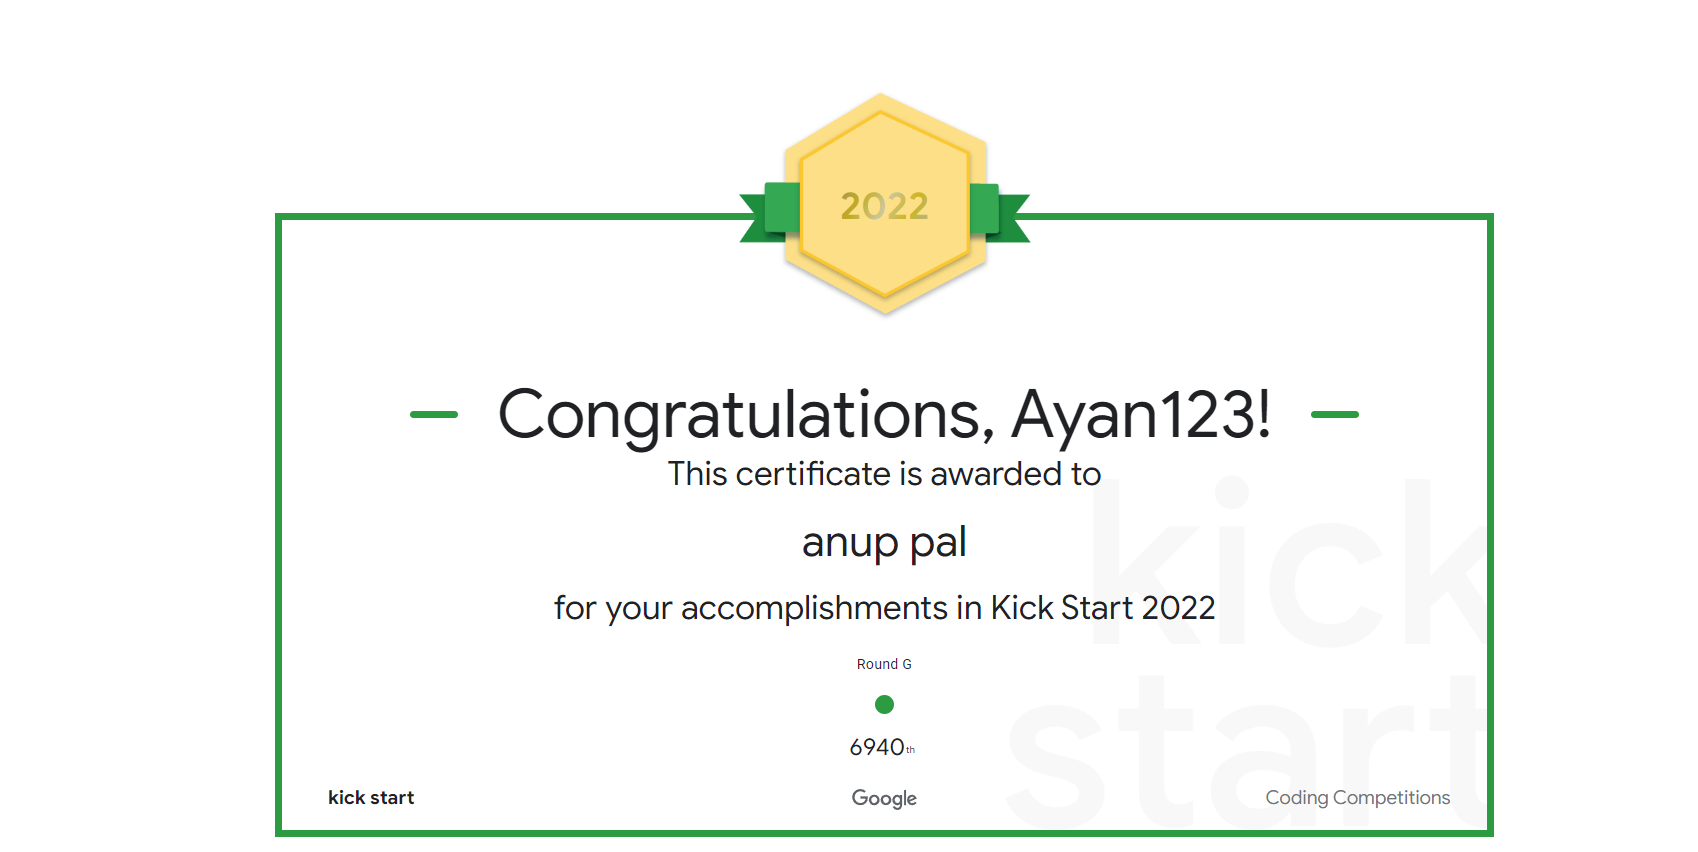 2022
Congratulations, Ayan123!
This certificate is awarded to
anup pal
for your accomplishments in Kick Start 2022
kick
start
Round G
6940th
kick start
Google
Coding Competitions